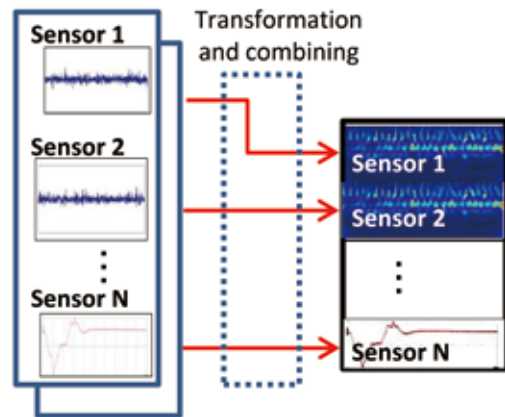 Transformation
and combining
Sensor 1
Sensor 2
Sensor N
Sensor 1
Sensor 2
Sensor N